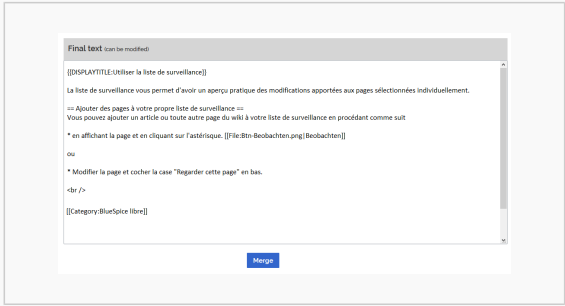 Final text (can be modified)
{{DISPLAYTITLE:Utiliser la liste de surveillance}}
La liste de surveillance vous permet d'avoir un aperçu pratique des modifications apportées aux pages sélectionnées individuellement.
== Ajouter des pages à votre propre liste de surveillance ==
Vous pouvez ajouter un article ou toute autre page du wiki à votre liste de surveillance en procédant comme suit
* en affichant la page et en cliquant sur l'astérisque. [[File:Btn-Beobachten.png|Beobachten]]
ou
* Modifier la page et cocher la case "Regarder cette page" en bas.
<br />
[[Category:BlueSpice libre]]
Merge